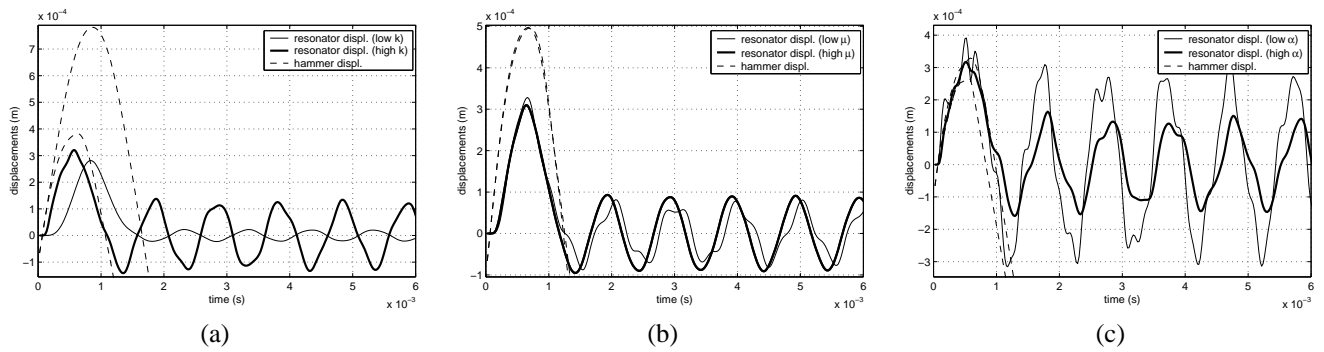 x 10⁻⁴
resonator displ. (low k)
resonator displ. (high k)
hammer displ.
displacements (m)
7
6
5
4
3
2
1
0
−1
0 1 2 3 4 5 6
time (s)
x 10⁻³
(a)
x 10⁻⁴
resonator displ. (low μ)
resonator displ. (high μ)
hammer displ.
displacements (m)
5
4
3
2
1
0
−1
0 1 2 3 4 5 6
time (s)
x 10⁻³
(b)
x 10⁻⁴
resonator displ. (low α)
resonator displ. (high α)
hammer displ.
displacements (m)
4
3
2
1
0
−1
−2
−3
0 1 2 3 4 5 6
time (s)
x 10⁻³
(c)